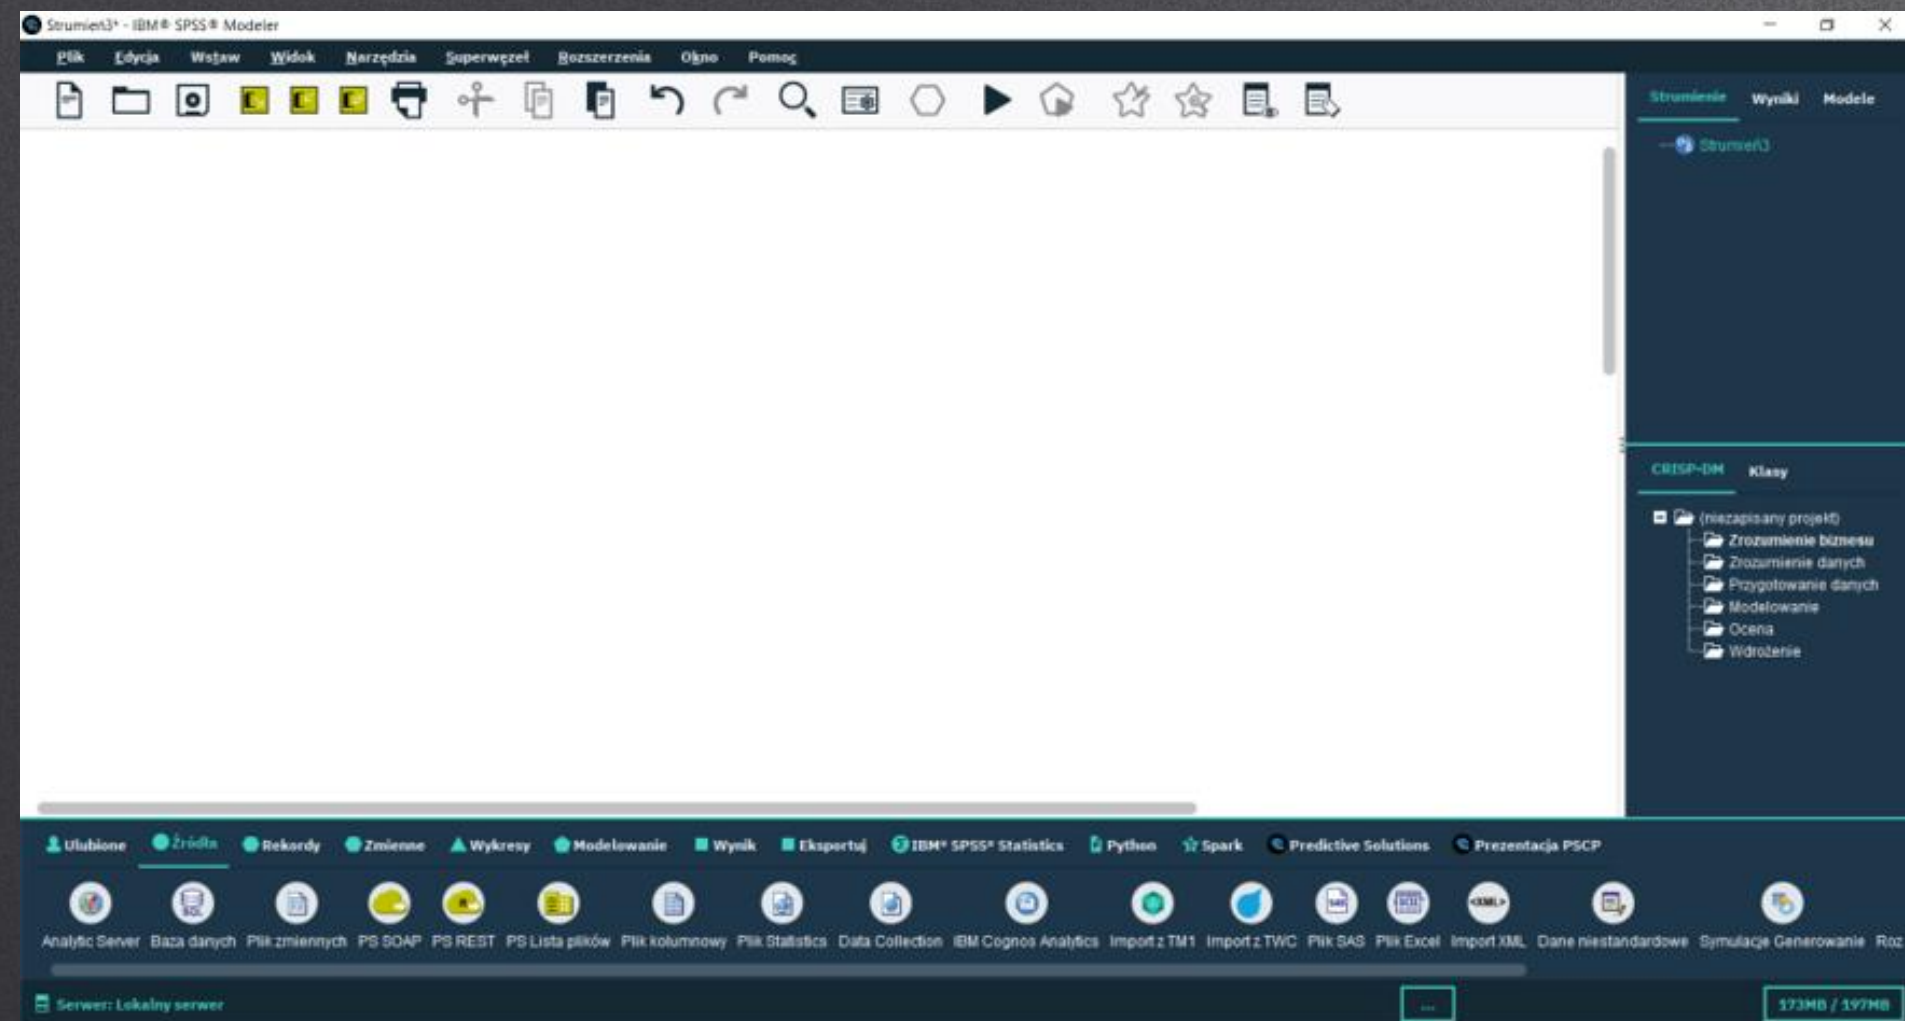 Strumień3* - IBM® SPSS® Modeler
Plik Edycja Wstaw Widok Narzędzia Superwęzeł Rozszerzenia Okno Pomoc
Strumienie Wyniki Modele
Strumień3
CRISP-DM Klasy
(niezapisany projekt)
Zrozumienie biznesu
Zrozumienie danych
Przygotowanie danych
Modelowanie
Ocena
Wdrożenie
Ulubione Źródła Rekordy Zmienne Wykresy Modelowanie Wynik Eksportuj IBM® SPSS® Statistics Python Spark Predictive Solutions Prezentacja PSCP
SQL R SAS <XML>
Analytic Server Baza danych Plik zmiennych PS SOAP PS REST PS Lista plików Plik kolumnowy Plik Statistics Data Collection IBM Cognos Analytics Import z TM1 Import z TWC Plik SAS Plik Excel Import XML Dane niestandardowe Symulacje Generowanie Roz
Serwer: Lokalny serwer ... 173MB / 197MB